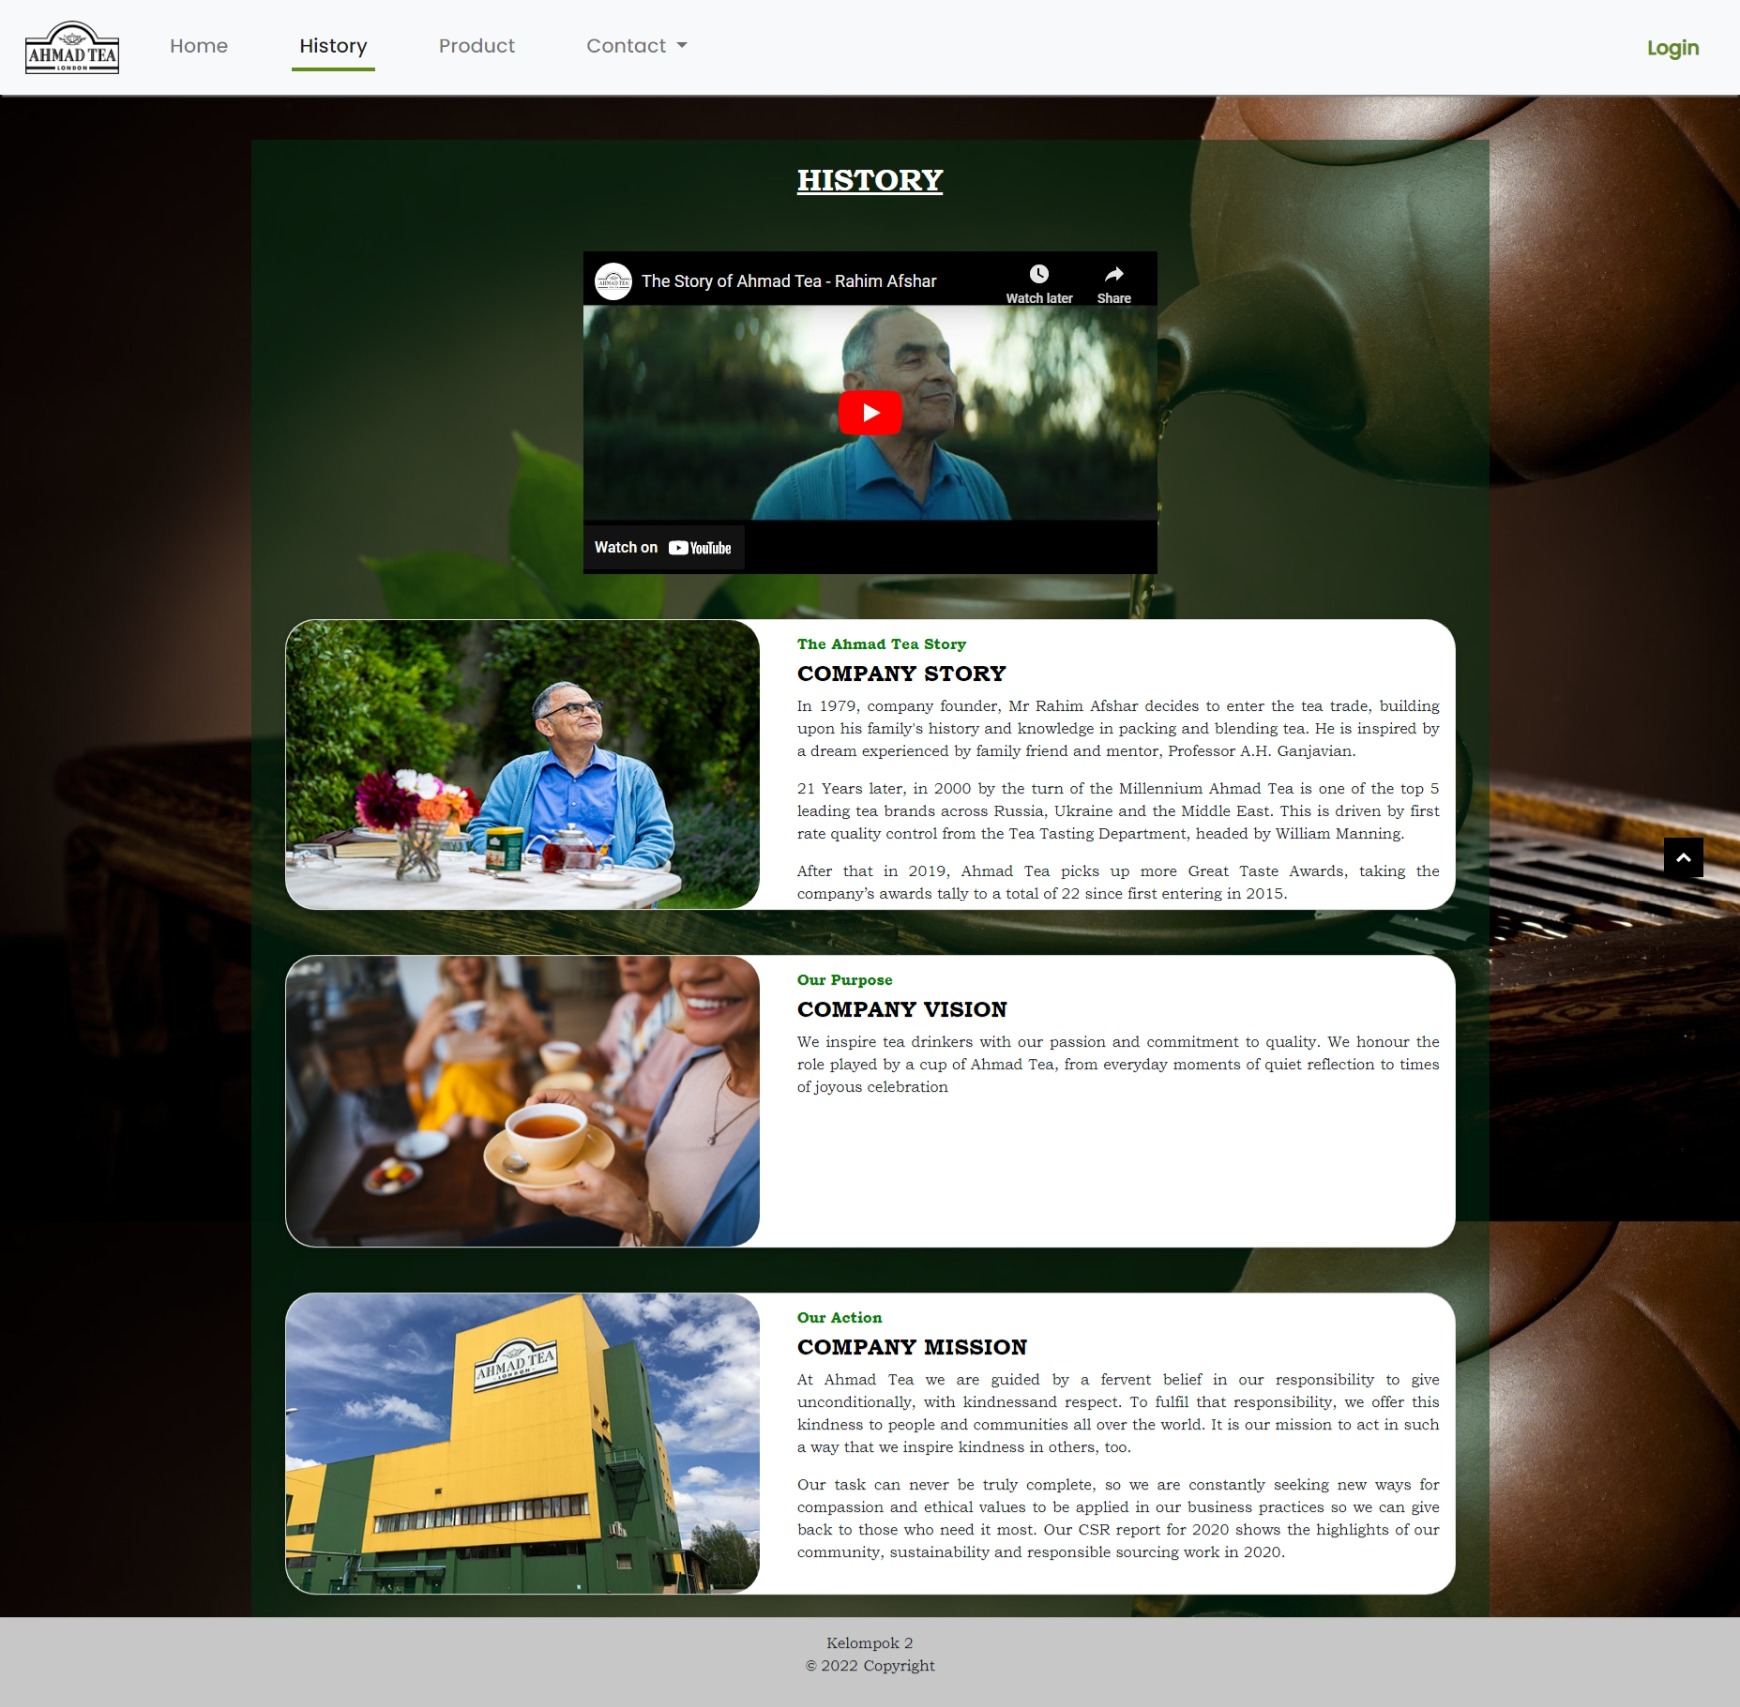 AHMAD TEA
LONDON
Home
History
Product
Contact
Login
HISTORY
The Story of Ahmad Tea - Rahim Afshar
Watch later
Share
Watch on YouTube
The Ahmad Tea Story
COMPANY STORY
In 1979, company founder, Mr Rahim Afshar decides to enter the tea trade, building
upon his family's history and knowledge in packing and blending tea. He is inspired by
a dream experienced by family friend and mentor, Professor A.H. Ganjavian.
21 Years later, in 2000 by the turn of the Millennium Ahmad Tea is one of the top 5
leading tea brands across Russia, Ukraine and the Middle East. This is driven by first
rate quality control from the Tea Tasting Department, headed by William Manning.
After that in 2019, Ahmad Tea picks up more Great Taste Awards, taking the
company’s awards tally to a total of 22 since first entering in 2015.
Our Purpose
COMPANY VISION
We inspire tea drinkers with our passion and commitment to quality. We honour the
role played by a cup of Ahmad Tea, from everyday moments of quiet reflection to times
of joyous celebration
AHMAD TEA
LONDON
Our Action
COMPANY MISSION
At Ahmad Tea we are guided by a fervent belief in our responsibility to give
unconditionally, with kindnessand respect. To fulfil that responsibility, we offer this
kindness to people and communities all over the world. It is our mission to act in such
a way that we inspire kindness in others, too.
Our task can never be truly complete, so we are constantly seeking new ways for
compassion and ethical values to be applied in our business practices so we can give
back to those who need it most. Our CSR report for 2020 shows the highlights of our
community, sustainability and responsible sourcing work in 2020.
Kelompok 2
© 2022 Copyright